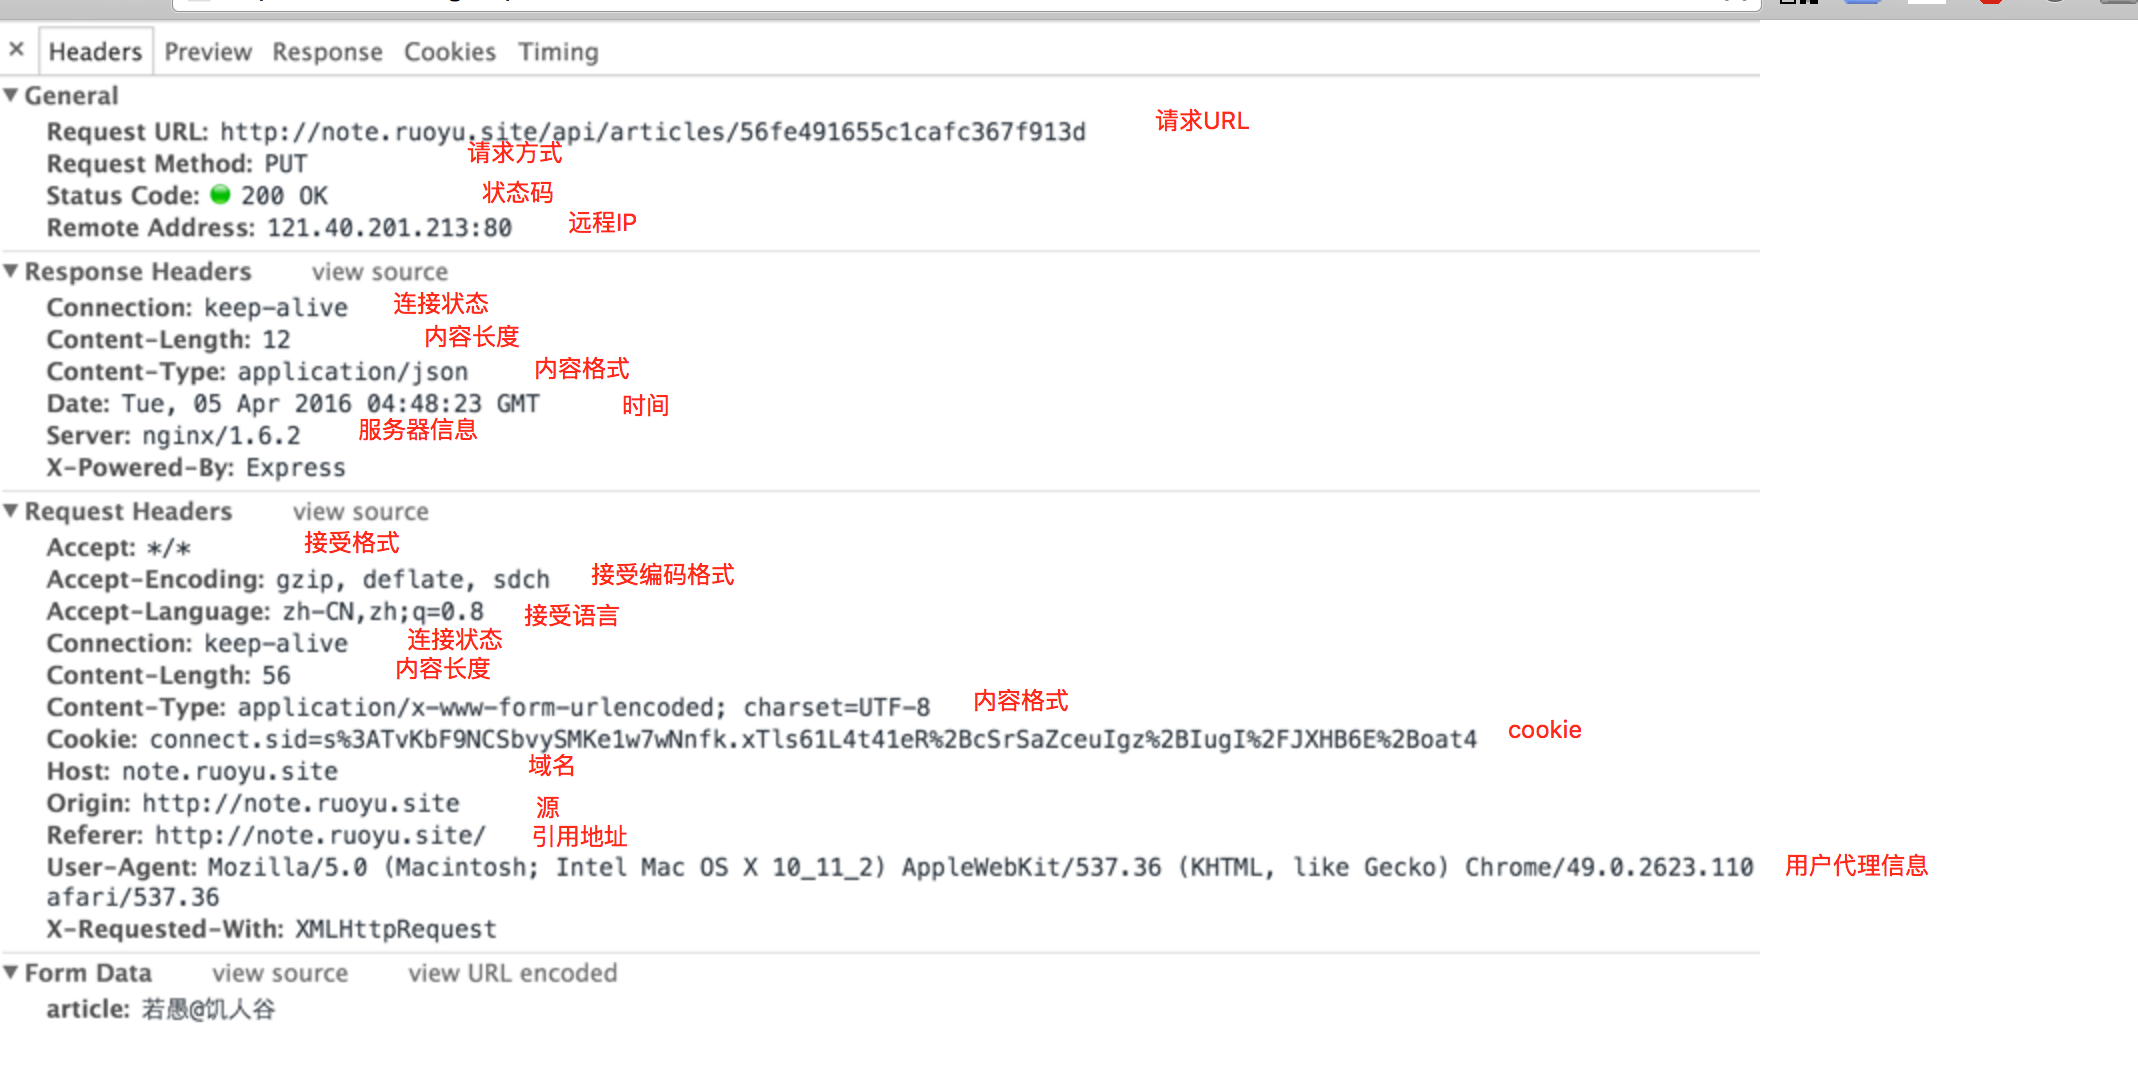 × Headers Preview Response Cookies Timing
General
Request URL: http://note.ruoyu.site/api/articles/56fe491655c1cafc367f913d 请求URL
Request Method: PUT 请求方式
Status Code: 200 OK 状态码
Remote Address: 121.40.201.213:80 远程IP
Response Headers view source
Connection: keep-alive 连接状态
Content-Length: 12 内容长度
Content-Type: application/json 内容格式
Date: Tue, 05 Apr 2016 04:48:23 GMT 时间
Server: nginx/1.6.2 服务器信息
X-Powered-By: Express
Request Headers view source
Accept: */* 接受格式
Accept-Encoding: gzip, deflate, sdch 接受编码格式
Accept-Language: zh-CN,zh;q=0.8 接受语言
Connection: keep-alive 连接状态
Content-Length: 56 内容长度
Content-Type: application/x-www-form-urlencoded; charset=UTF-8 内容格式
Cookie: connect.sid=s%3ATvKbF9NCSbvySMKe1w7wNnfk.xTls61L4t41eR%2BcSrSaZceuIgz%2BIugI%2FJXHB6E%2Boat4 cookie
Host: note.ruoyu.site 域名
Origin: http://note.ruoyu.site 源
Referer: http://note.ruoyu.site/ 引用地址
User-Agent: Mozilla/5.0 (Macintosh; Intel Mac OS X 10_11_2) AppleWebKit/537.36 (KHTML, like Gecko) Chrome/49.0.2623.110 用户代理信息
afari/537.36
X-Requested-With: XMLHttpRequest
Form Data view source view URL encoded
article: 若愚@饥人谷